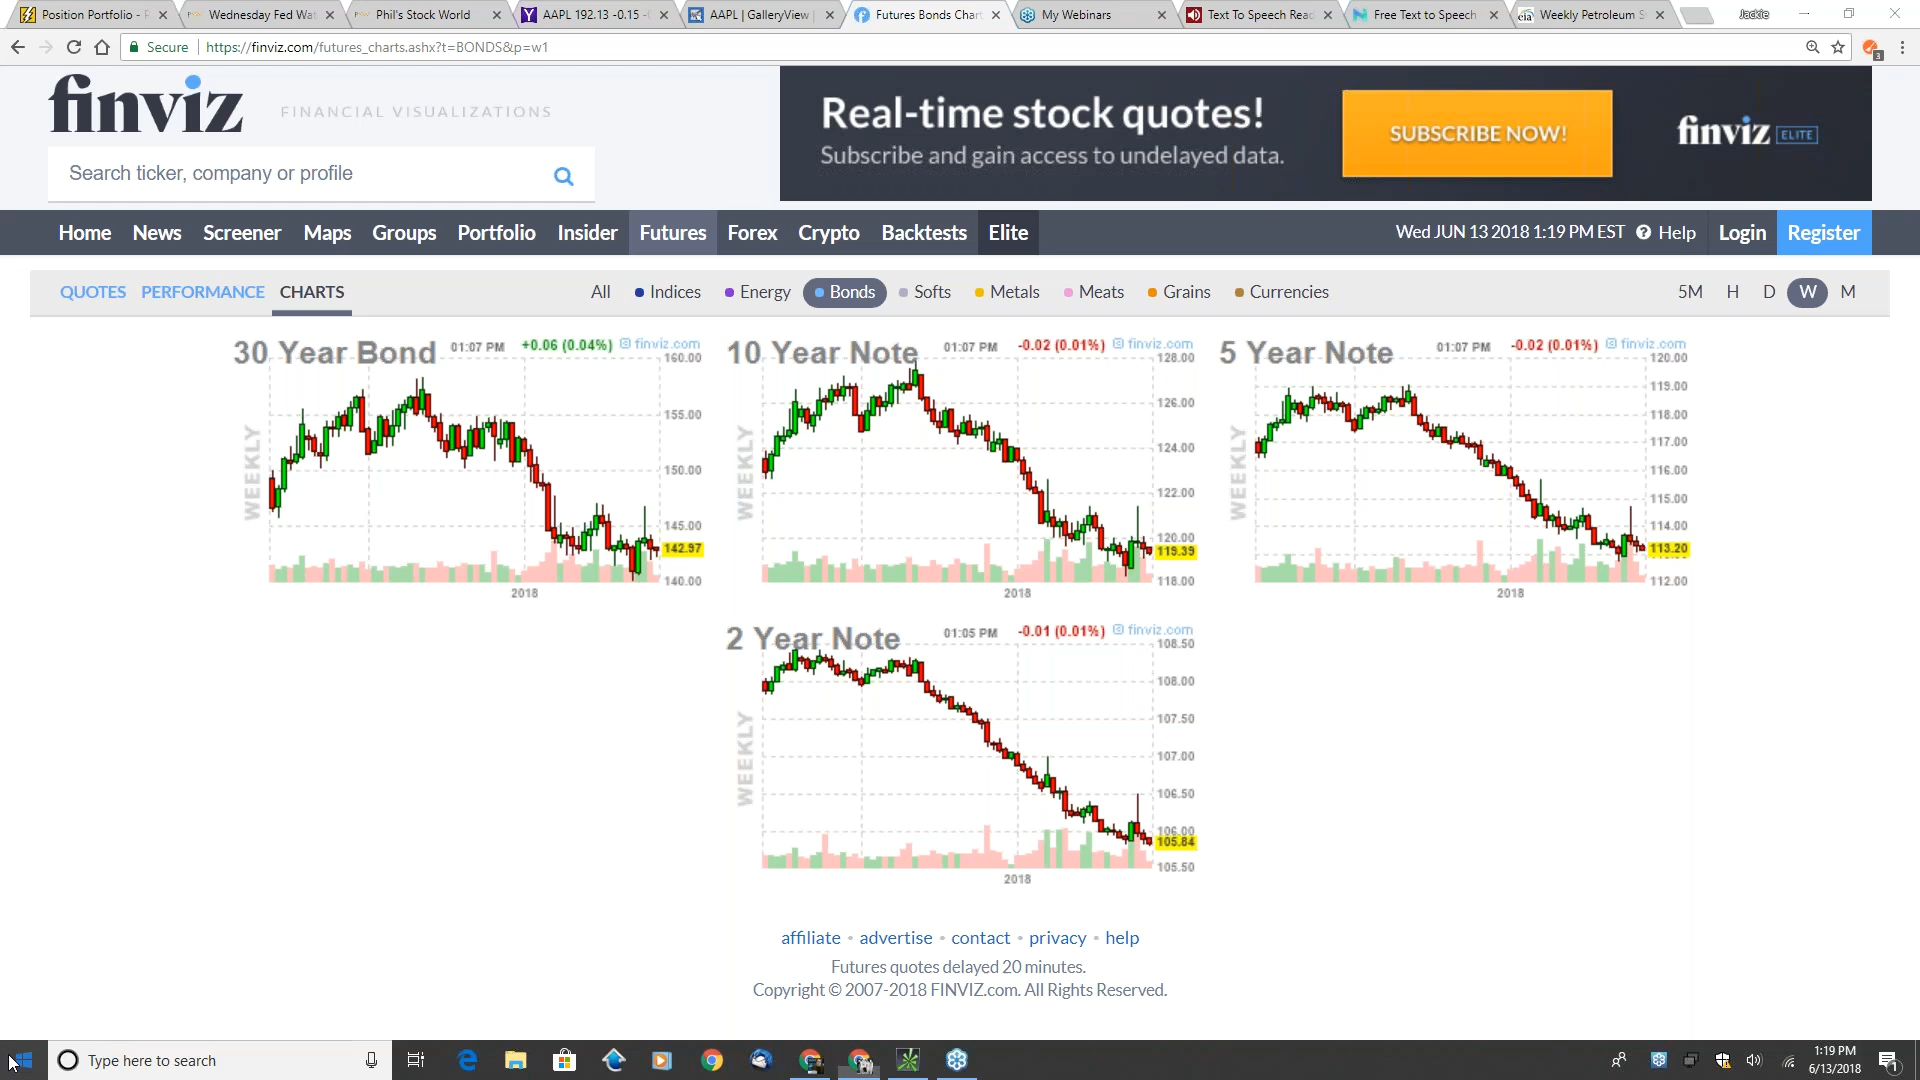 Position Portfolio -
Wednesday Fed Wat
Phil's Stock World
AAPL 192.13 -0.15
AAPL | GalleryView
Futures Bonds Chart
My Webinars
Text To Speech Read
Free Text to Speech
Weekly Petroleum S
Jackie
Secure
https://finviz.com/futures_charts.ashx?t=BONDS&p=w1
3
finviz
FINANCIAL VISUALIZATIONS
Real-time stock quotes!
Subscribe and gain access to undelayed data.
SUBSCRIBE NOW!
finviz ELITE
Search ticker, company or profile
Home News Screener Maps Groups Portfolio Insider Futures Forex Crypto Backtests Elite
Wed JUN 13 2018 1:19 PM EST ? Help Login Register
QUOTES PERFORMANCE CHARTS
All Indices Energy Bonds Softs Metals Meats Grains Currencies
5M H D W M
30 Year Bond 01:07 PM +0.06 (0.04%) finviz.com
160.00
155.00
150.00
145.00
142.97
140.00
WEEKLY
2018
10 Year Note 01:07 PM -0.02 (0.01%) finviz.com
128.00
126.00
124.00
122.00
120.00
119.39
118.00
WEEKLY
2018
5 Year Note 01:07 PM -0.02 (0.01%) finviz.com
120.00
119.00
118.00
117.00
116.00
115.00
114.00
113.20
112.00
WEEKLY
2018
2 Year Note 01:05 PM -0.01 (0.01%) finviz.com
108.50
108.00
107.50
107.00
106.50
106.00
105.84
105.50
WEEKLY
2018
affiliate • advertise • contact • privacy • help
Futures quotes delayed 20 minutes.
Copyright © 2007-2018 FINVIZ.com. All Rights Reserved.
Type here to search
1:19 PM
6/13/2018
1